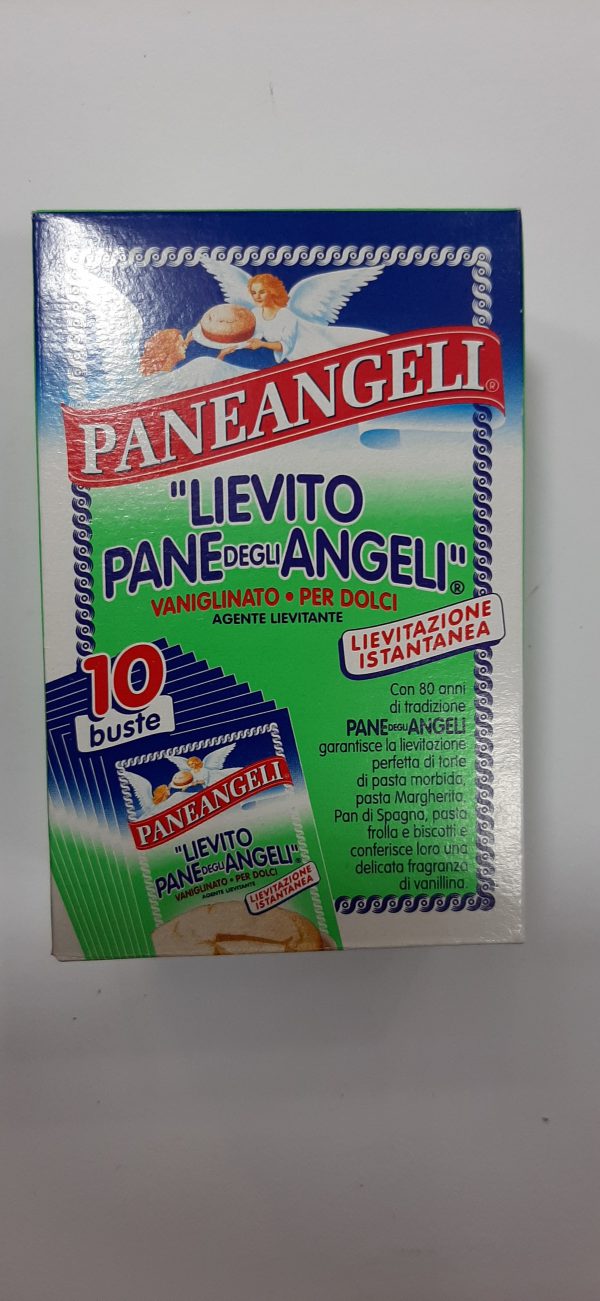 PANEANGELI®
"LIEVITO
PANE DEGLI ANGELI"®
VANIGLINATO • PER DOLCI
AGENTE LIEVITANTE
LIEVITAZIONE
ISTANTANEA
10
buste
Con 80 anni
di tradizione
PANE DEGLI ANGELI
garantisce la lievitazione
perfetta di torte
di pasta morbida,
pasta Margherita,
Pan di Spagna, pasta
frolla e biscotti e
conferisce loro una
delicata fragranza
di vanillina.
PANEANGELI
"LIEVITO
PANE DEGLI ANGELI"®
VANIGLINATO • PER DOLCI
AGENTE LIEVITANTE
LIEVITAZIONE
ISTANTANEA